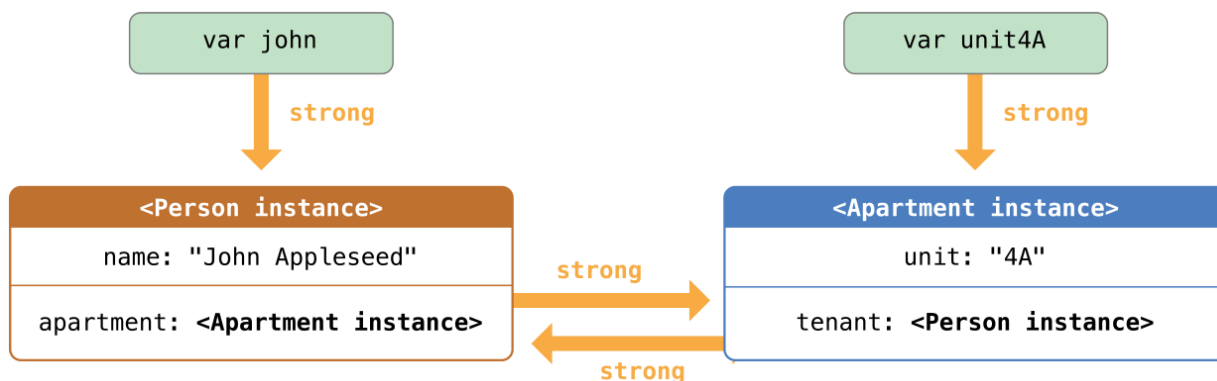 var john
var unit4A
strong
strong
<Person instance>
<Apartment instance>
name: "John Appleseed"
unit: "4A"
strong
apartment: <Apartment instance>
tenant: <Person instance>
strong